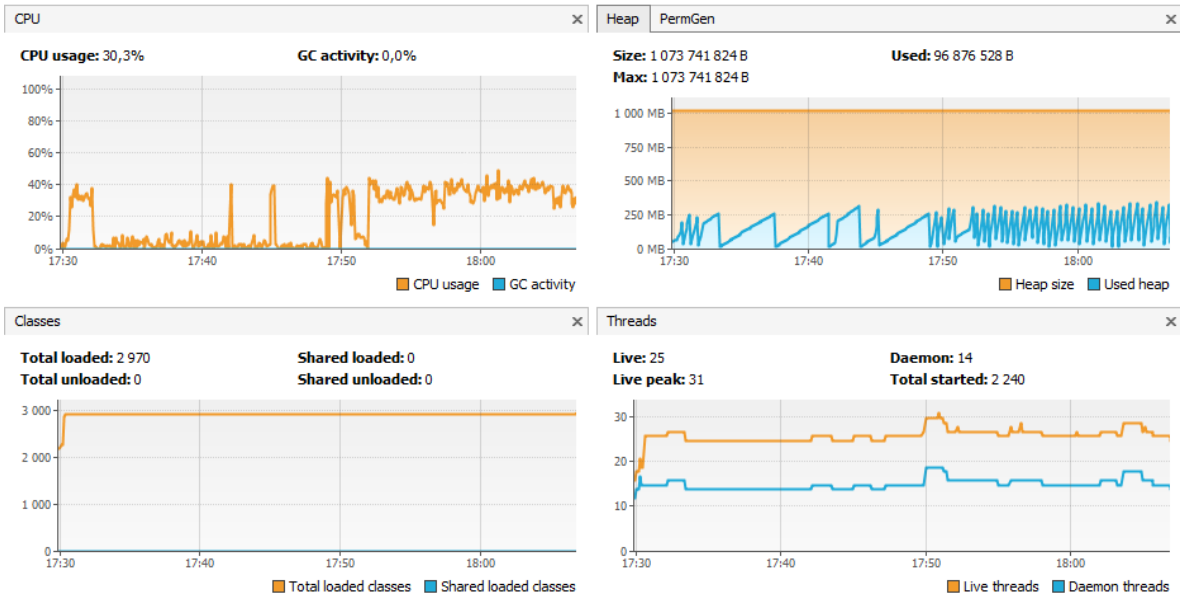 CPU
CPU usage: 30,3% GC activity: 0,0%
100%
80%
60%
40%
20%
0%
17:30 17:40 17:50 18:00
CPU usage GC activity
Heap PermGen
Size: 1 073 741 824 B Used: 96 876 528 B
Max: 1 073 741 824 B
1 000 MB
750 MB
500 MB
250 MB
0 MB
17:30 17:40 17:50 18:00
Heap size Used heap
Classes
Total loaded: 2 970 Shared loaded: 0
Total unloaded: 0 Shared unloaded: 0
3 000
2 000
1 000
0
17:30 17:40 17:50 18:00
Total loaded classes Shared loaded classes
Threads
Live: 25 Daemon: 14
Live peak: 31 Total started: 2 240
30
20
10
0
17:30 17:40 17:50 18:00
Live threads Daemon threads